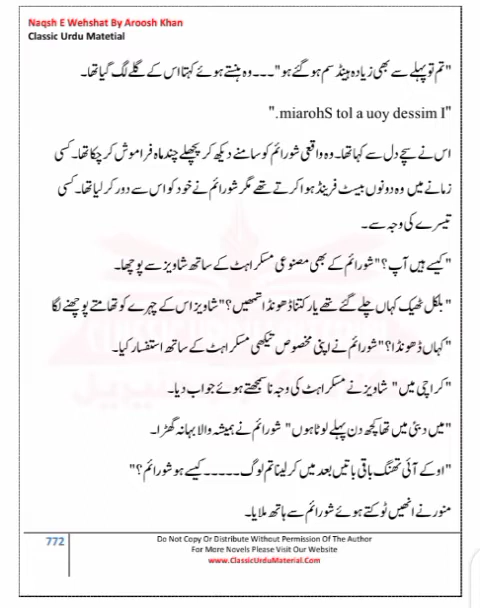 Naqsh E Wehshat By Aroosh Khan
Classic Urdu Matetial
"تم تو پہلے سے بھی زیادہ ہینڈسم ہو گئے ہو"۔۔۔وہ ہنستے ہوئے کہتا اس کے گلے لگ گیا تھا۔
"I missed you a lot Shoraim."
اس نے سچے دل سے کہا تھا۔ وہ واقعی شورائم کو سامنے دیکھ کر پچھلے چند ماہ فراموش کر چکا تھا۔ کسی
زمانے میں وہ دونوں بیسٹ فرینڈ ہوا کرتے تھے مگر شورائم نے خود کو اس سے دور کر لیا تھا۔ کسی
تیسرے کی وجہ سے۔
"کیسے ہیں آپ؟" شورائم کے بھی مصنوعی مسکراہٹ کے ساتھ شاویز سے پوچھا۔
"بلکل ٹھیک کہاں چلے گئے تھے یار کتنا ڈھونڈا تمھیں؟" شاویز اس کے چہرے کو تھامتے پوچھنے لگا
"کہاں ڈھونڈا؟" شورائم نے اپنی مخصوص تیکھی مسکراہٹ کے ساتھ استفسار کیا۔
"کراچی میں" شاویز نے مسکراہٹ کی وجہ نا سمجھتے ہوئے جواب دیا۔
"میں دبئی میں تھا کچھ دن پہلے لوٹا ہوں" شورائم نے ہمیشہ والا بہانہ گھڑا۔
"اوکے آئی تھنگ باقی باتیں بعد میں کر لینا تم لوگ۔۔۔۔۔کیسے ہو شورائم؟"
منور نے انھیں ٹوکتے ہوئے شورائم سے ہاتھ ملایا۔
772
Do Not Copy Or Distribute Without Permission Of The Author
For More Novels Please Visit Our Website
www.ClassicUrduMaterial.Com